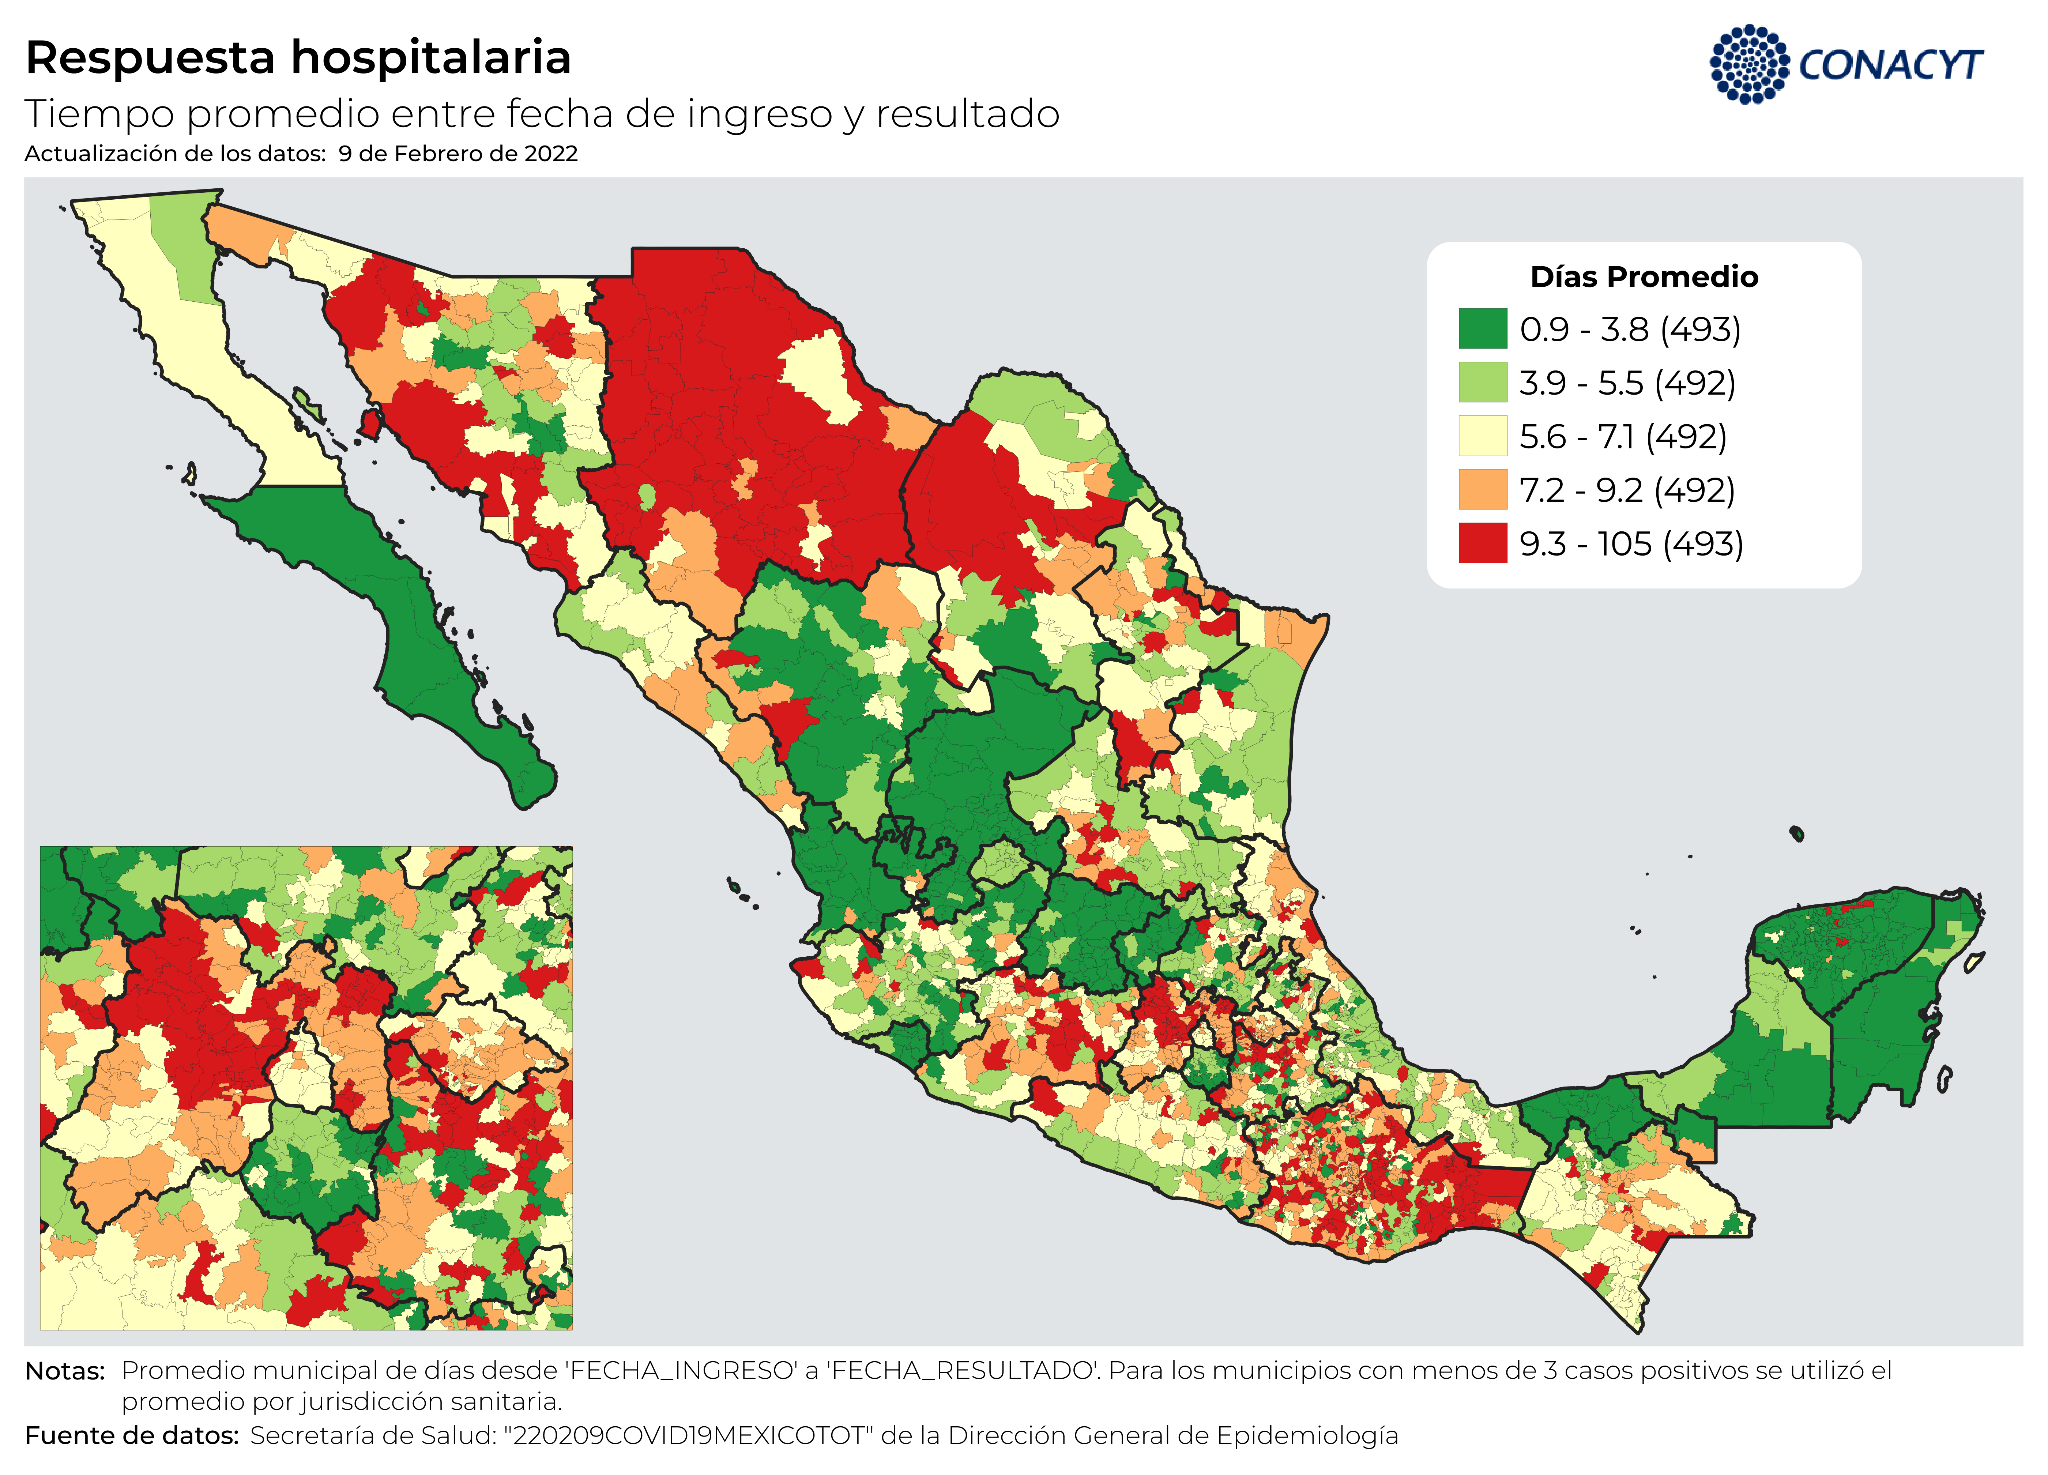 Respuesta hospitalaria
CONACYT
Tiempo promedio entre fecha de ingreso y resultado
Actualización de los datos: 9 de Febrero de 2022
Días Promedio
0.9 - 3.8 (493)
3.9 - 5.5 (492)
5.6 - 7.1 (492)
7.2 - 9.2 (492)
9.3 - 105 (493)
Notas: Promedio municipal de días desde 'FECHA_INGRESO' a 'FECHA_RESULTADO'. Para los municipios con menos de 3 casos positivos se utilizó el
promedio por jurisdicción sanitaria.
Fuente de datos: Secretaría de Salud: "220209COVID19MEXICOTOT" de la Dirección General de Epidemiología